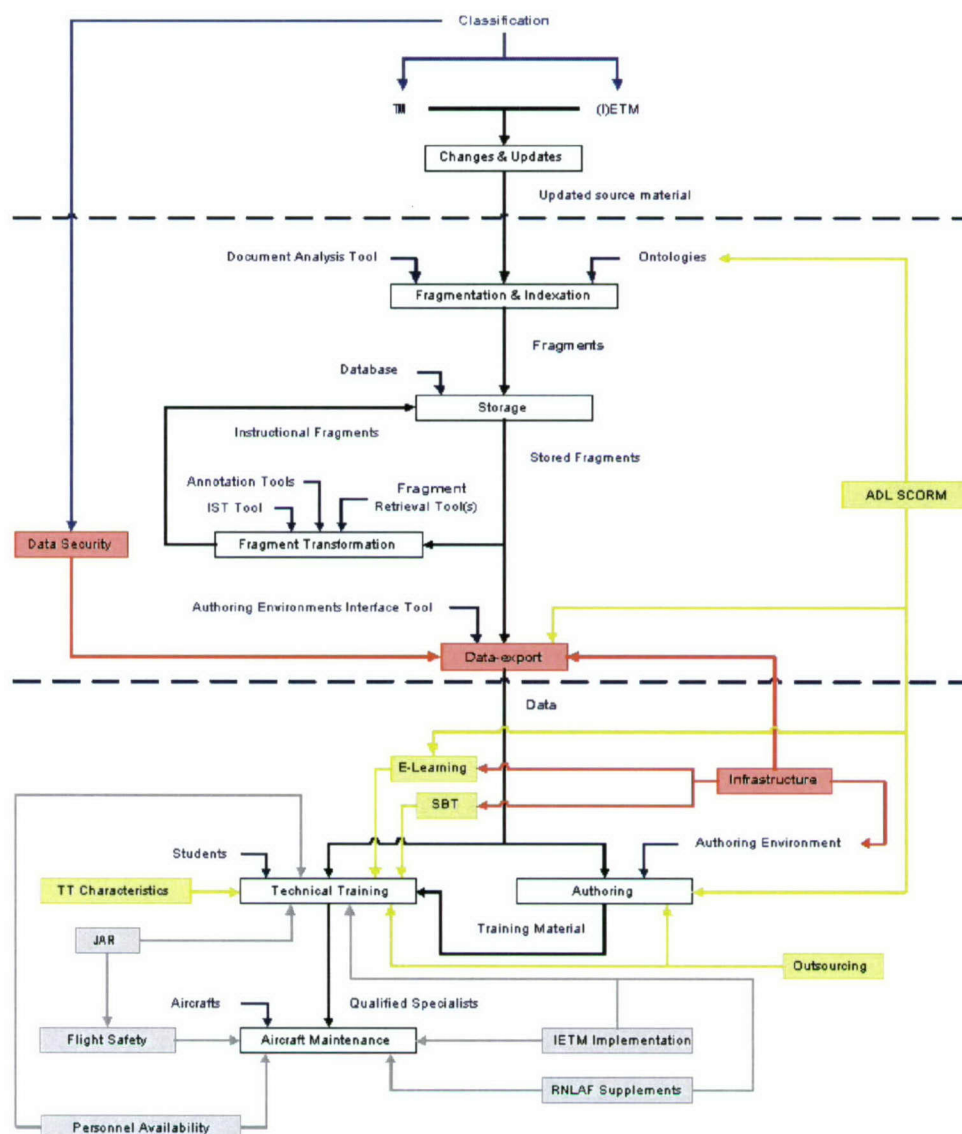 Classification
TM
(I)ETM
Changes & Updates
Updated source material
Document Analysis Tool
Ontologies
Fragmentation & Indexation
Fragments
Database
Storage
Instructional Fragments
Stored Fragments
Annotation Tools
Fragment
IST Tool
Retrieval Tool(s)
ADL SCORM
Data Security
Fragment Transformation
Authoring Environments Interface Tool
Data-export
Data
E-Learning
Infrastructure
SBT
Authoring Environment
Students
TT Characteristics
Technical Training
Authoring
Training Material
JAR
Outsourcing
Aircrafts
Qualified Specialists
Flight Safety
Aircraft Maintenance
IETM Implementation
RNLAF Supplements
Personnel Availability